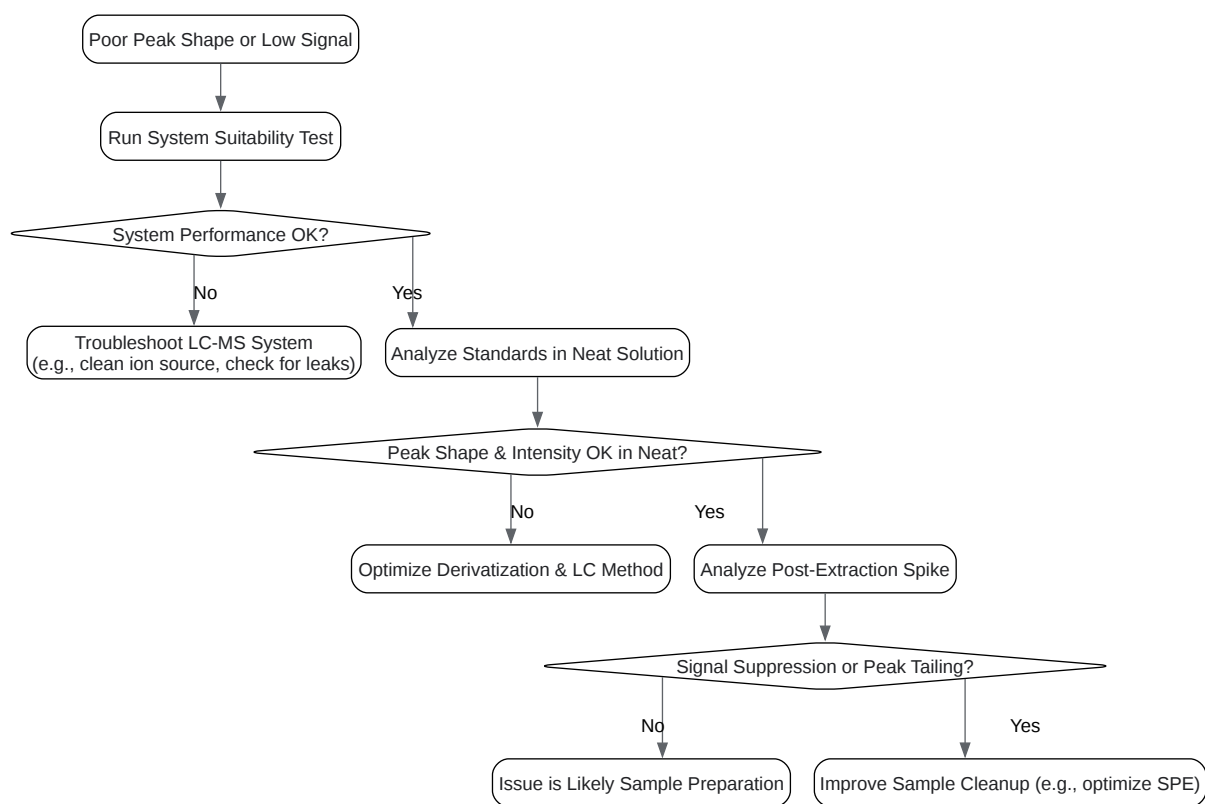 Poor Peak Shape or Low Signal
Run System Suitability Test
System Performance OK?
No
Yes
Troubleshoot LC-MS System
(e.g., clean ion source, check for leaks)
Analyze Standards in Neat Solution
Peak Shape & Intensity OK in Neat?
No
Yes
Optimize Derivatization & LC Method
Analyze Post-Extraction Spike
Signal Suppression or Peak Tailing?
No
Yes
Issue is Likely Sample Preparation
Improve Sample Cleanup (e.g., optimize SPE)